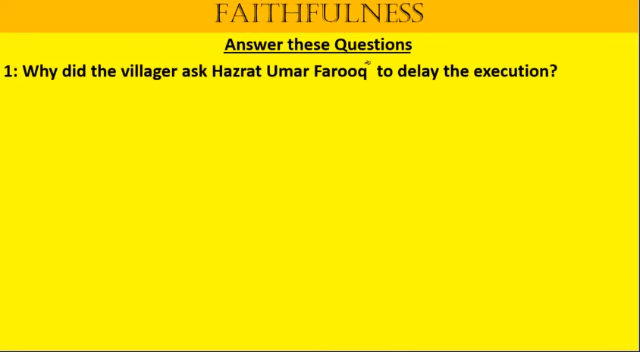 FAITHFULNESS
Answer these Questions
1: Why did the villager ask Hazrat Umar Farooq to delay the execution?